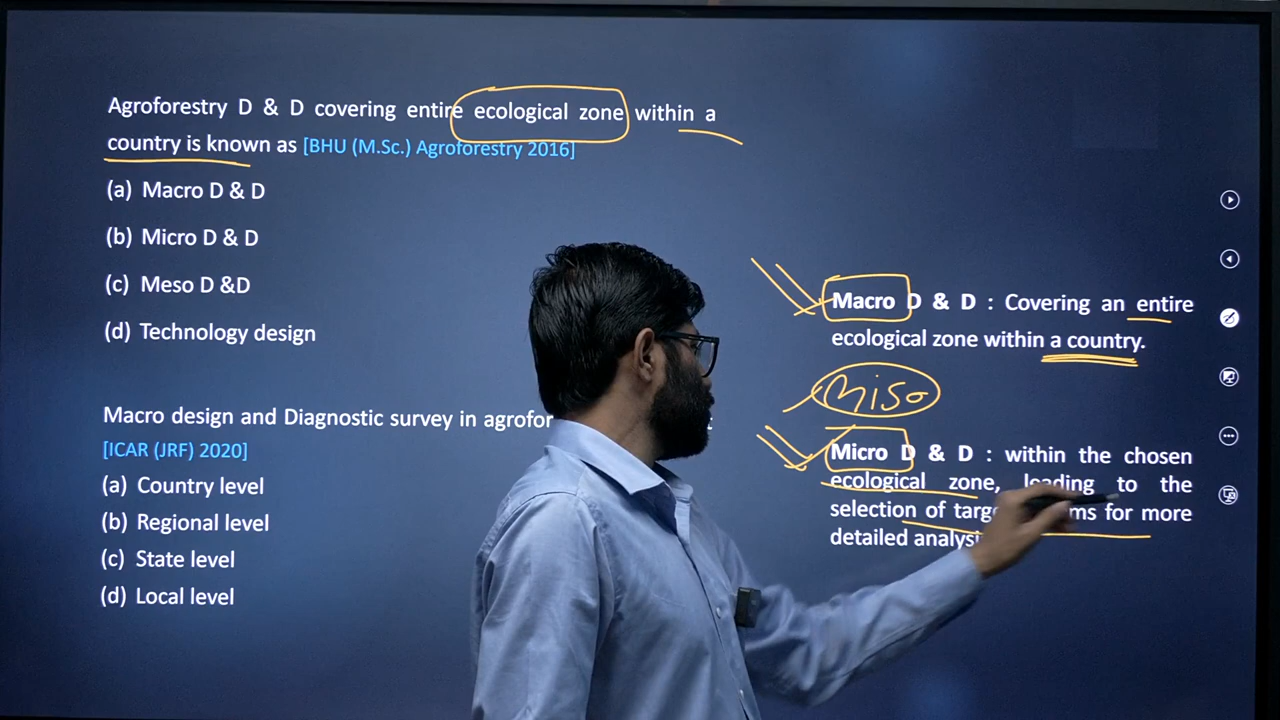 Agroforestry D & D covering entire ecological zone within a
country is known as [BHU (M.Sc.) Agroforestry 2016]
(a) Macro D & D
(b) Micro D & D
(c) Meso D &D
(d) Technology design
Macro design and Diagnostic survey in
[ICAR (JRF) 2020]
(a) Country level
(b) Regional level
(c) State level
(d) Local level
Macro D & D : Covering an entire
ecological zone within a country.
Miso
Micro D & D : within the chosen
ecological zone, leading to the
selection of for more
detailed